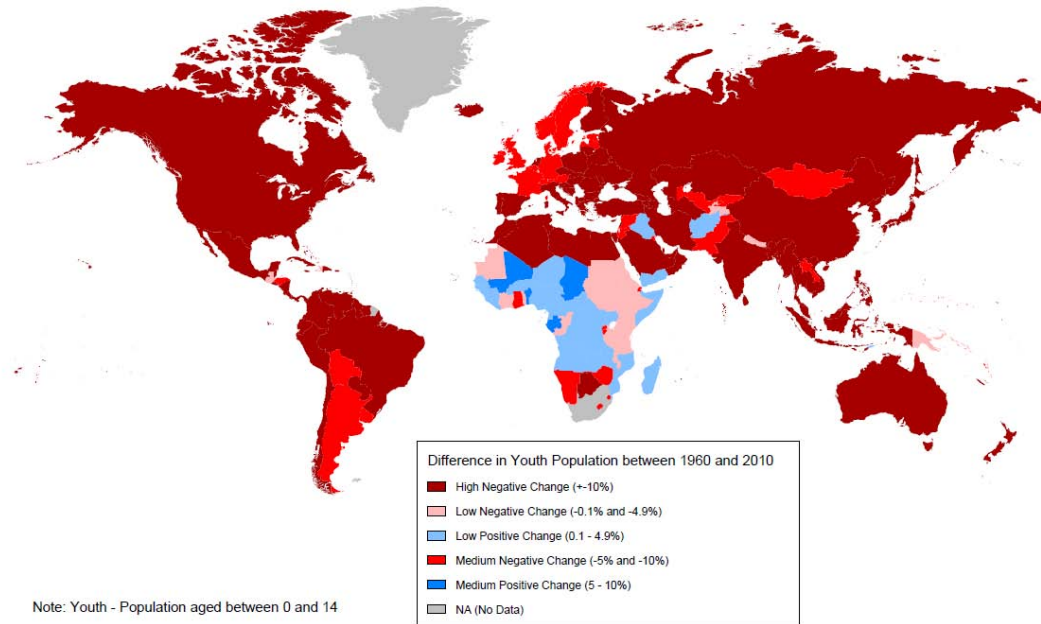 Difference in Youth Population between 1960 and 2010
High Negative Change (+-10%)
Low Negative Change (-0.1% and -4.9%)
Low Positive Change (0.1 - 4.9%)
Medium Negative Change (-5% and -10%)
Medium Positive Change (5 - 10%)
NA (No Data)
Note: Youth - Population aged between 0 and 14